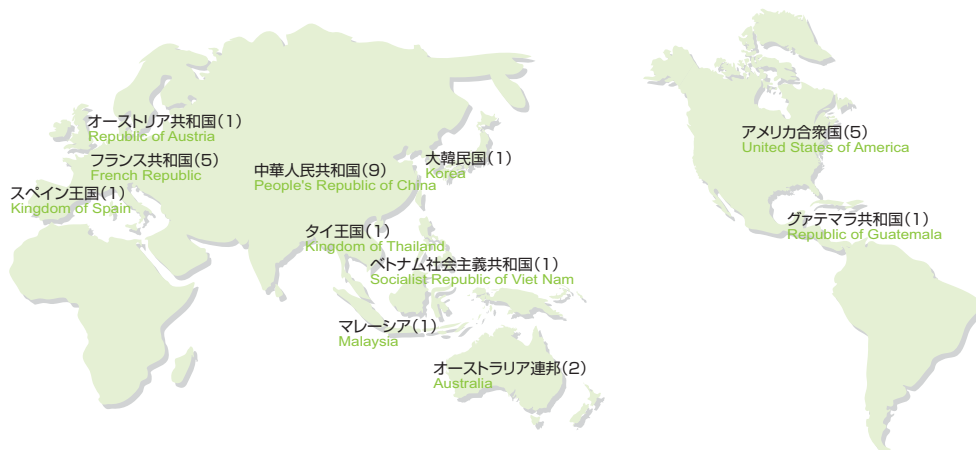 オーストリア共和国(1)
Republic of Austria
フランス共和国(5)
French Republic
スペイン王国(1)
Kingdom of Spain
中華人民共和国(9)
People's Republic of China
大韓民国(1)
Korea
タイ王国(1)
Kingdom of Thailand
ベトナム社会主義共和国(1)
Socialist Republic of Viet Nam
マレーシア(1)
Malaysia
オーストラリア連邦(2)
Australia
アメリカ合衆国(5)
United States of America
グァテマラ共和国(1)
Republic of Guatemala